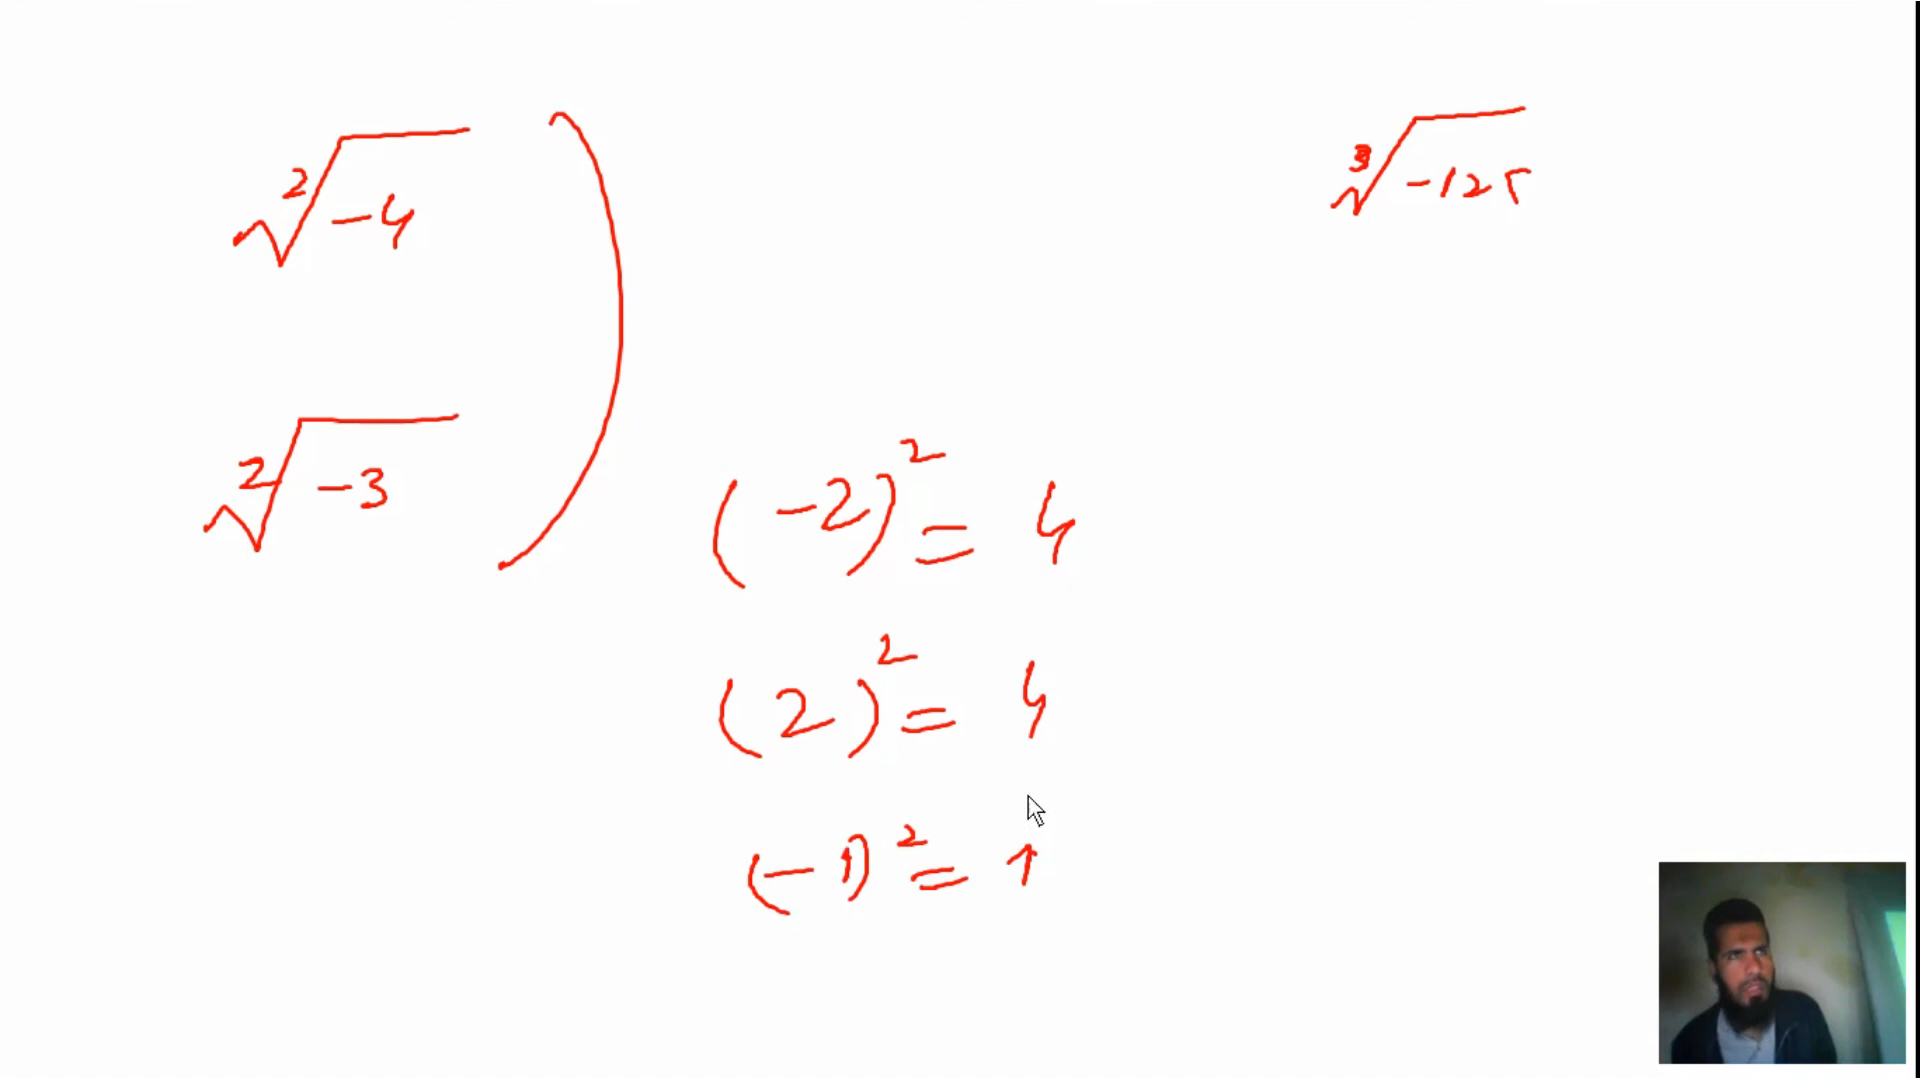 ²√-4
³√-125
²√-3
(-2)² = 4
(2)² = 4
(-1)² = 1